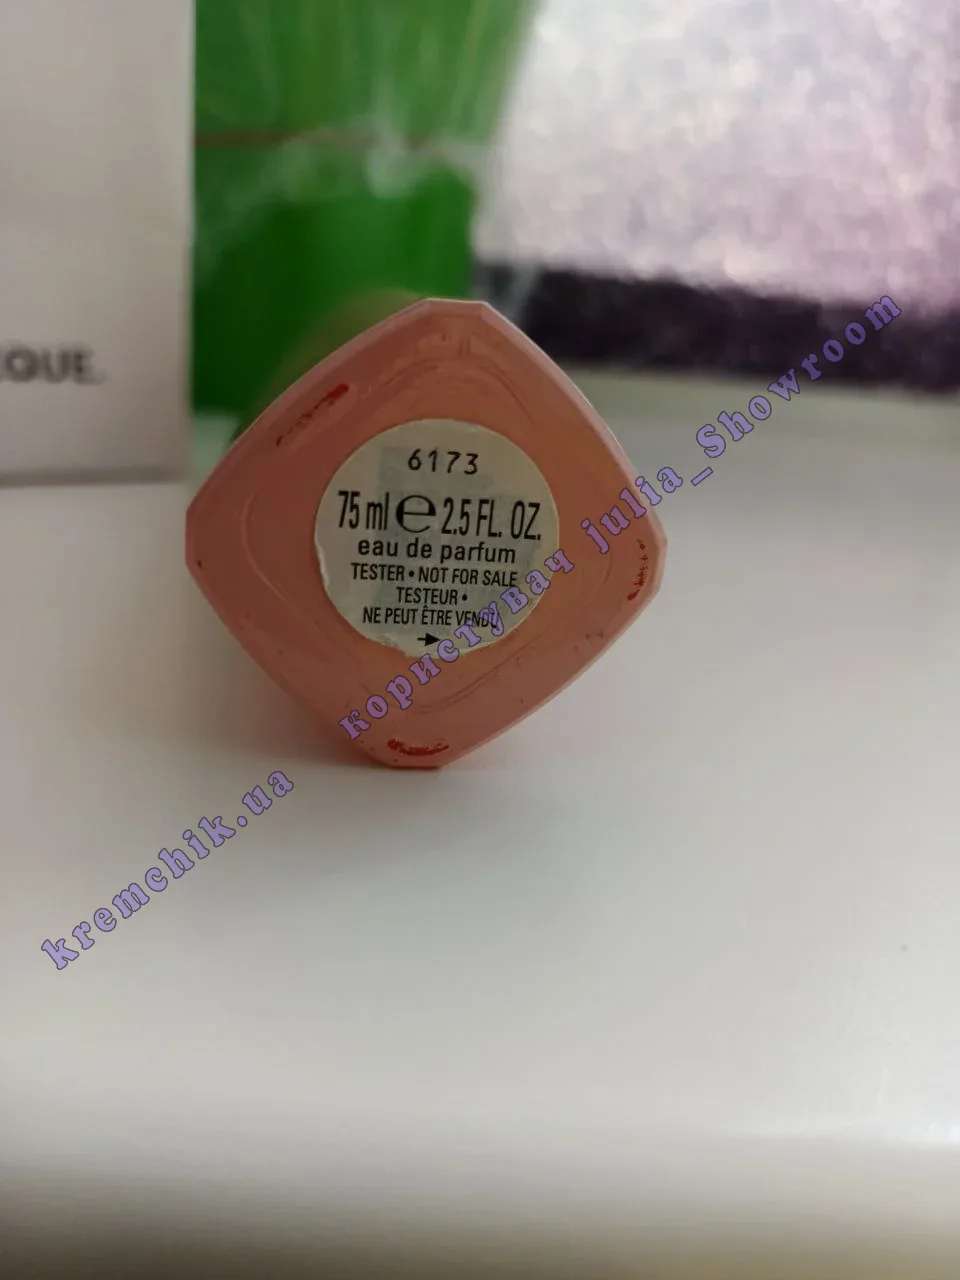 6173
75 ml e 2.5 FL. OZ.
eau de parfum
TESTER • NOT FOR SALE
TESTEUR •
NE PEUT ÊTRE VENDU
kremchik.ua користувач julia_Showroom